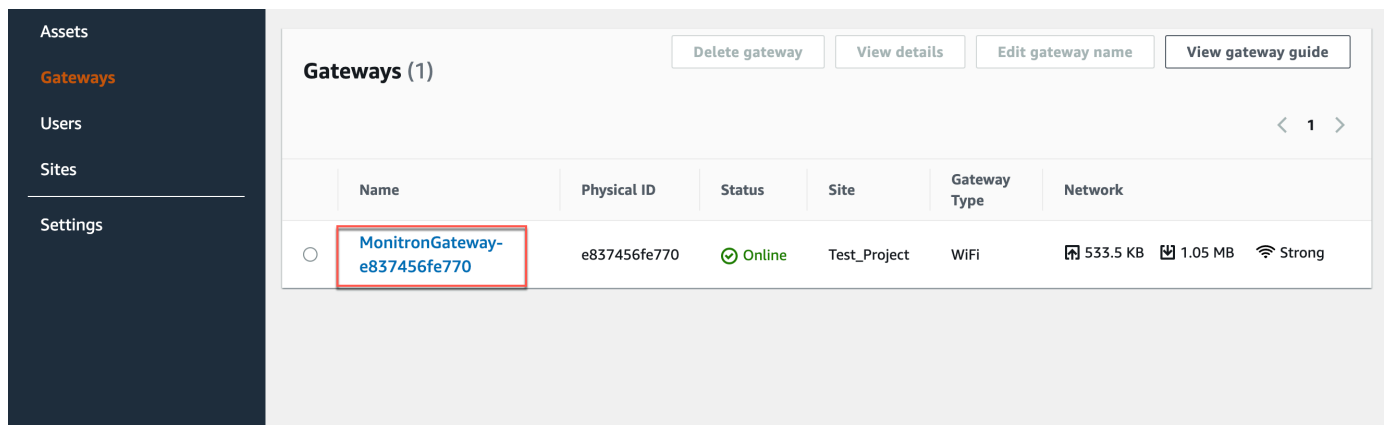 Assets
Gateways
Users
Sites
Settings
Gateways (1)
Delete gateway
View details
Edit gateway name
View gateway guide
1
Name
Physical ID
Status
Site
Gateway
Type
Network
MonitronGateway-
e837456fe770
e837456fe770
Online
Test_Project
WiFi
533.5 KB
1.05 MB
Strong